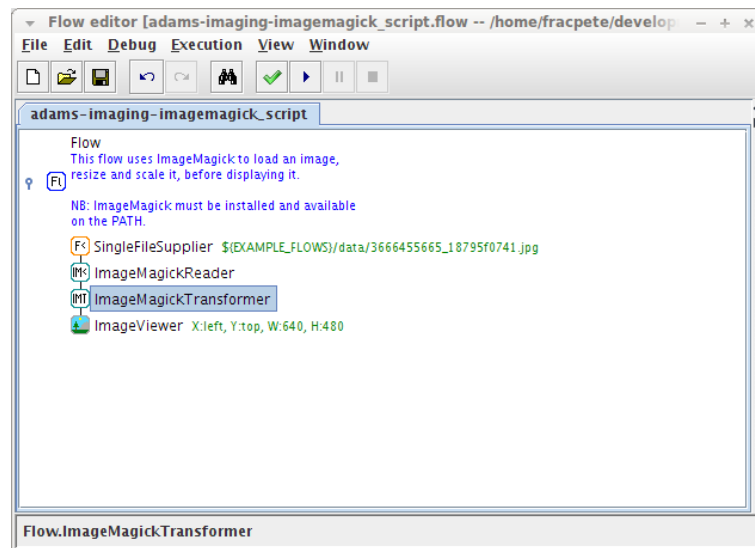 Flow editor [adams-imaging-imagemagick_script.flow -- /home/fracpete/develop
File Edit Debug Execution View Window
adams-imaging-imagemagick_script
Flow
This flow uses ImageMagick to load an image,
resize and scale it, before displaying it.
NB: ImageMagick must be installed and available
on the PATH.
SingleFileSupplier ${EXAMPLE_FLOWS}/data/3666455665_18795f0741.jpg
ImageMagickReader
ImageMagickTransformer
ImageViewer X:left, Y:top, W:640, H:480
Flow.ImageMagickTransformer